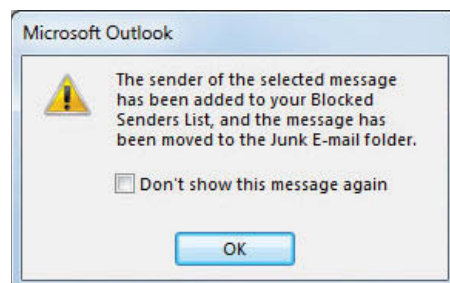 Microsoft Outlook
The sender of the selected message
has been added to your Blocked
Senders List, and the message has
been moved to the Junk E-mail folder.
Don't show this message again
OK